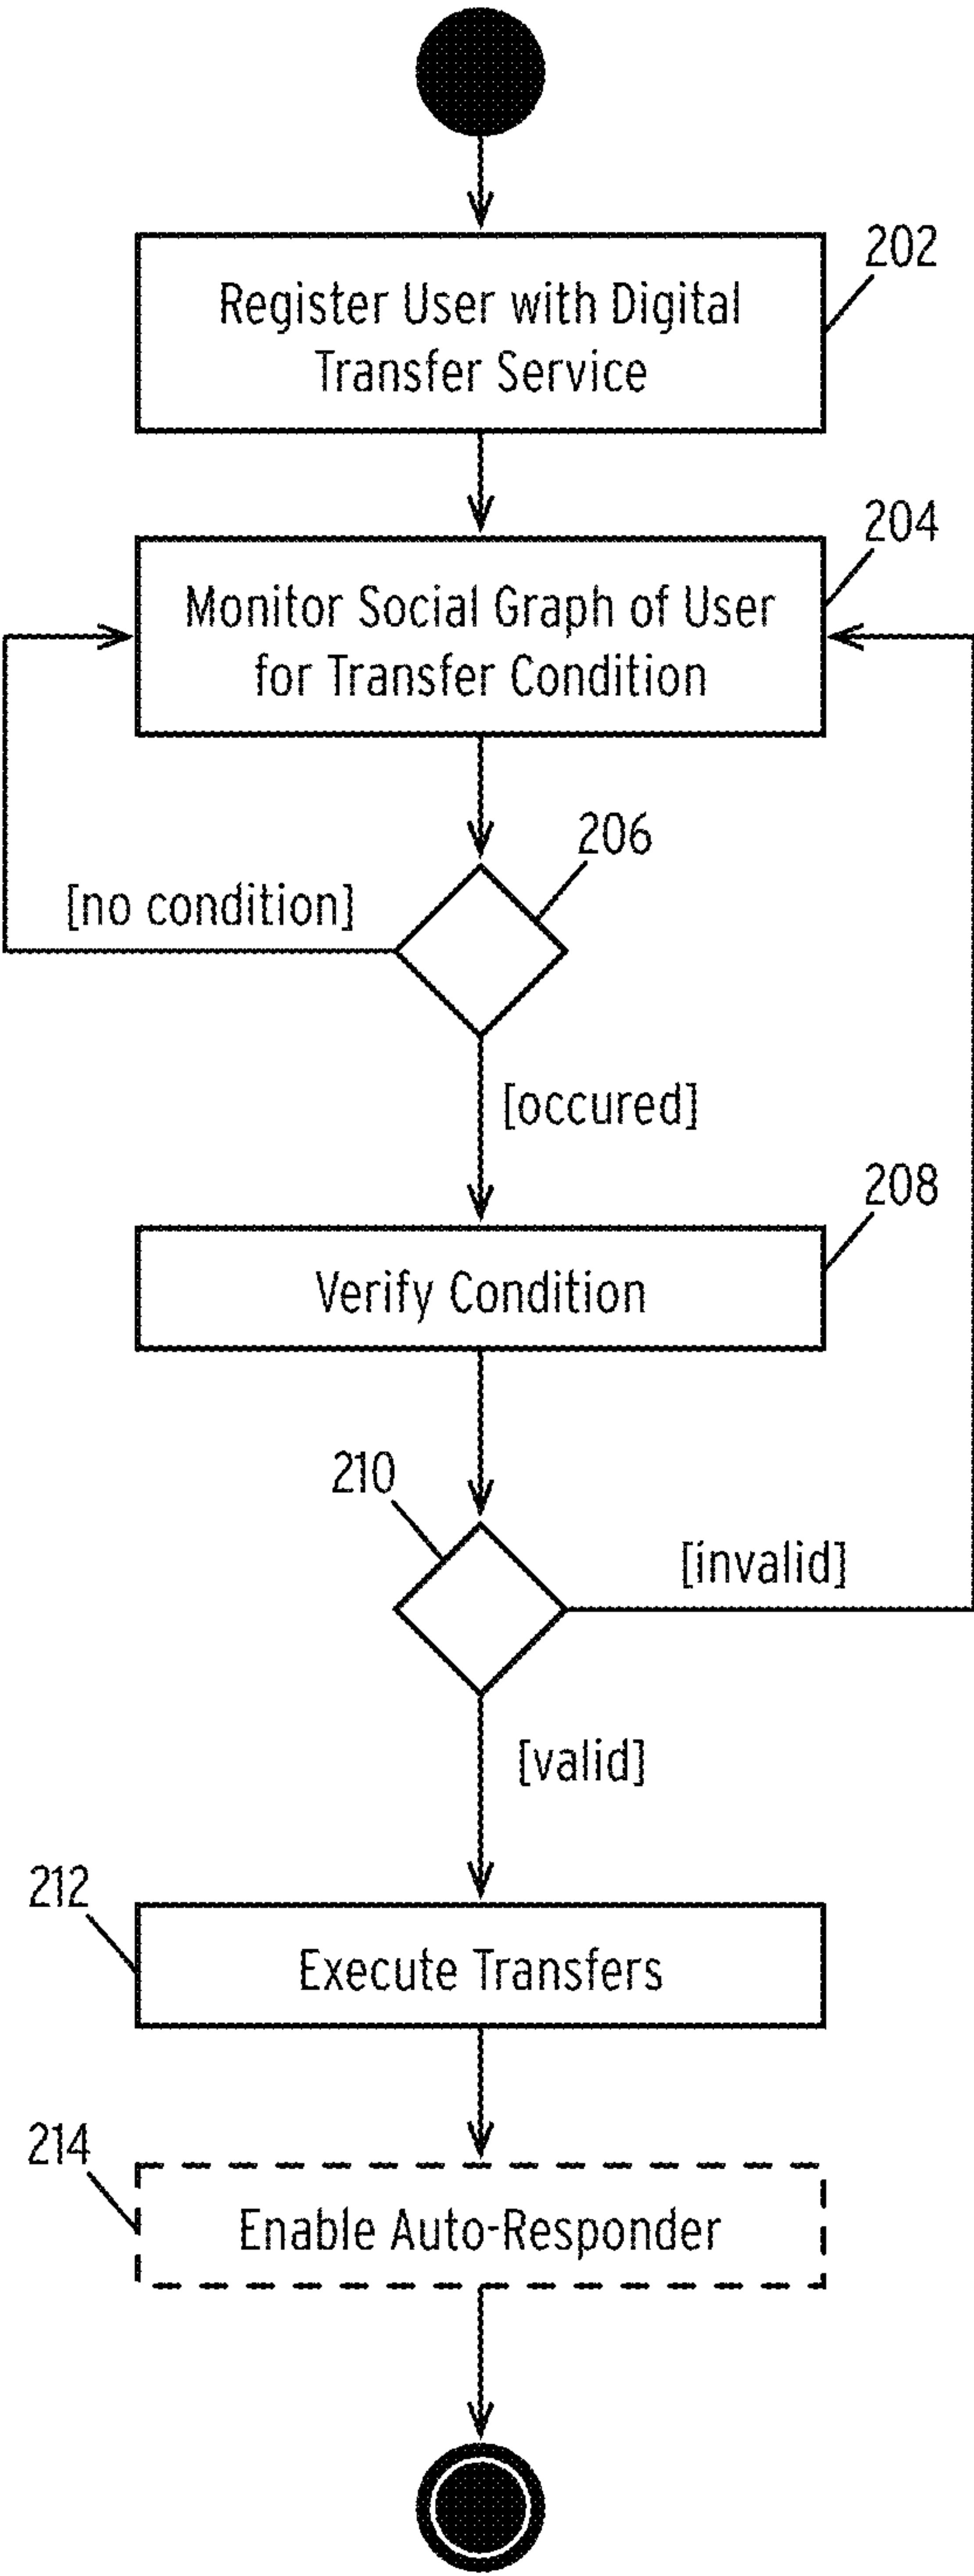 202
Register User with Digital
Transfer Service
204
Monitor Social Graph of User
for Transfer Condition
206
[no condition]
[occured]
208
Verify Condition
210
[invalid]
[valid]
212
Execute Transfers
214
Enable Auto-Responder